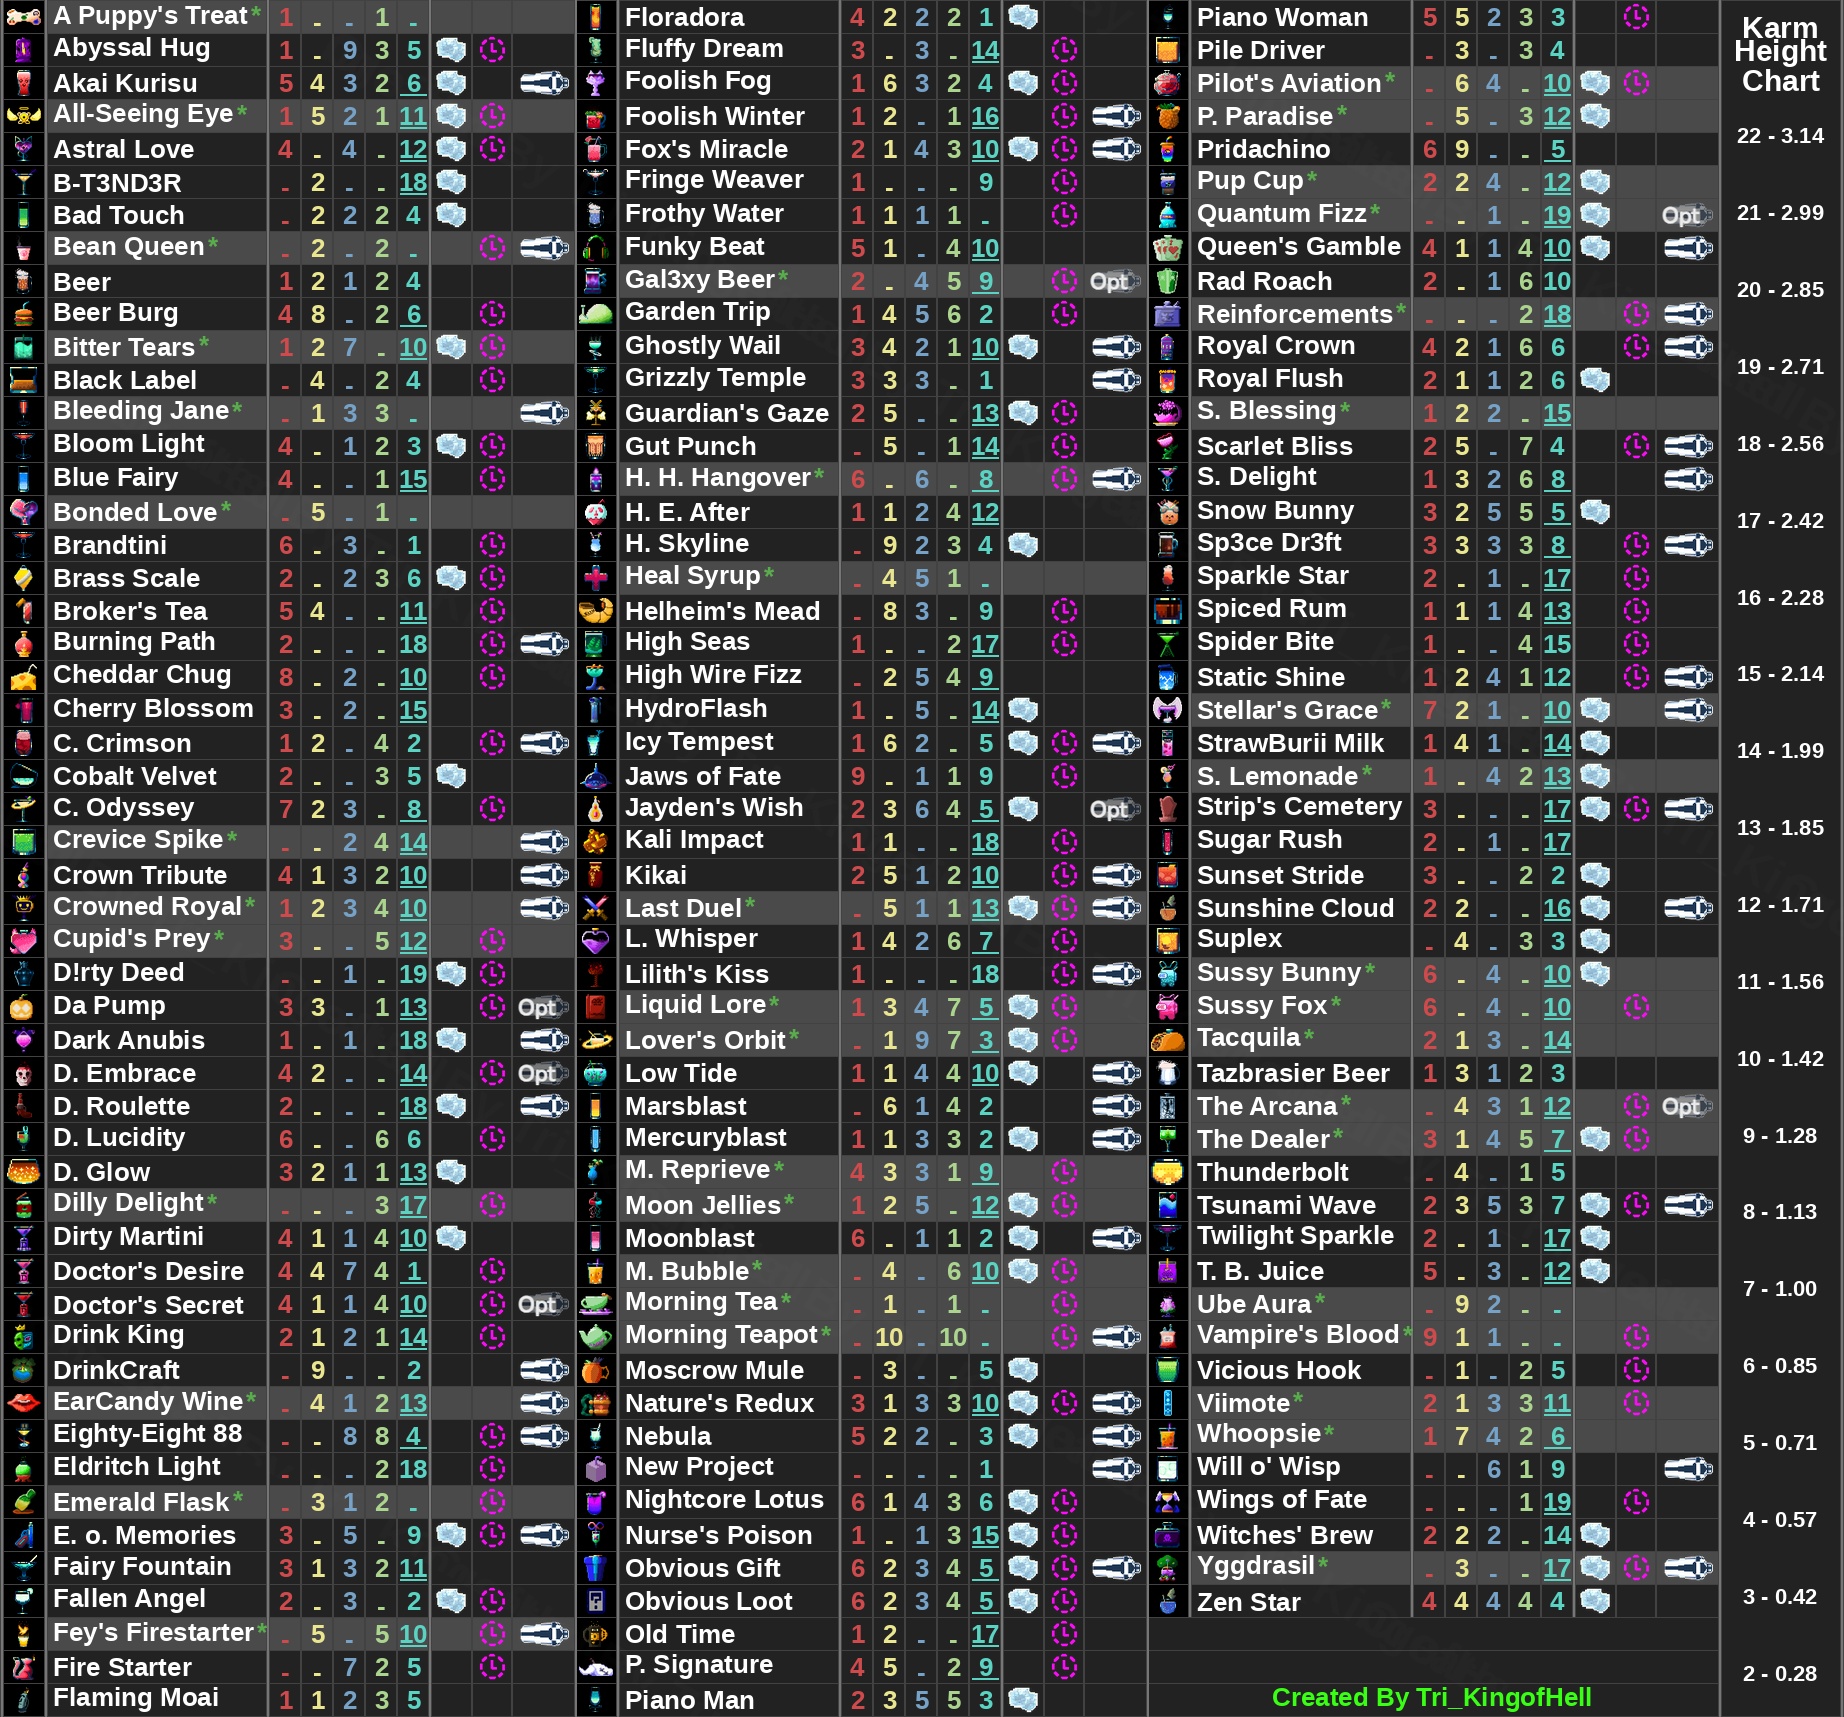 A Puppy's Treat* 1 - - 1 -
Abyssal Hug 1 - 9 3 5
Akai Kurisu 5 4 3 2 6
All-Seeing Eye* 1 5 2 1 11
Astral Love 4 - 4 - 12
B-T3ND3R - 2 - - 18
Bad Touch - 2 2 2 4
Bean Queen* - 2 - 2 -
Beer 1 2 1 2 4
Beer Burg 4 8 - 2 6
Bitter Tears* 1 2 7 - 10
Black Label - 4 - 2 4
Bleeding Jane* - 1 3 3 -
Bloom Light 4 - 1 2 3
Blue Fairy 4 - - 1 15
Bonded Love* - 5 - 1 -
Brandtini 6 - 3 - 1
Brass Scale 2 - 2 3 6
Broker's Tea 5 4 - - 11
Burning Path 2 - - - 18
Cheddar Chug 8 - 2 - 10
Cherry Blossom 3 - 2 - 15
C. Crimson 1 2 - 4 2
Cobalt Velvet 2 - - 3 5
C. Odyssey 7 2 3 - 8
Crevice Spike* - - 2 4 14
Crown Tribute 4 1 3 2 10
Crowned Royal* 1 2 3 4 10
Cupid's Prey* 3 - - 5 12
D!rty Deed - - 1 - 19
Da Pump 3 3 - 1 13 Opt
Dark Anubis 1 - 1 - 18
D. Embrace 4 2 - - 14 Opt
D. Roulette 2 - - - 18
D. Lucidity 6 - - 6 6
D. Glow 3 2 1 1 13
Dilly Delight* - - - 3 17
Dirty Martini 4 1 1 4 10
Doctor's Desire 4 4 7 4 1
Doctor's Secret 4 1 1 4 10 Opt
Drink King 2 1 2 1 14
DrinkCraft - 9 - - 2
EarCandy Wine* - 4 1 2 13
Eighty-Eight 88 - - 8 8 4
Eldritch Light - - - 2 18
Emerald Flask* - 3 1 2 -
E. o. Memories 3 - 5 - 9
Fairy Fountain 3 1 3 2 11
Fallen Angel 2 - 3 - 2
Fey's Firestarter* - 5 - 5 10
Fire Starter - - 7 2 5
Flaming Moai 1 1 2 3 5
Floradora 4 2 2 2 1
Fluffy Dream 3 - 3 - 14
Foolish Fog 1 6 3 2 4
Foolish Winter 1 2 - 1 16
Fox's Miracle 2 1 4 3 10
Fringe Weaver 1 - - - 9
Frothy Water 1 1 1 1 -
Funky Beat 5 1 - 4 10
Gal3xy Beer* 2 - 4 5 9 Opt
Garden Trip 1 4 5 6 2
Ghostly Wail 3 4 2 1 10
Grizzly Temple 3 3 3 - 1
Guardian's Gaze 2 5 - - 13
Gut Punch - 5 - 1 14
H. H. Hangover* 6 - 6 - 8
H. E. After 1 1 2 4 12
H. Skyline - 9 2 3 4
Heal Syrup* - 4 5 1 -
Helheim's Mead - 8 3 - 9
High Seas 1 - - 2 17
High Wire Fizz - 2 5 4 9
HydroFlash 1 - 5 - 14
Icy Tempest 1 6 2 - 5
Jaws of Fate 9 - 1 1 9
Jayden's Wish 2 3 6 4 5 Opt
Kali Impact 1 1 - - 18
Kikai 2 5 1 2 10
Last Duel* - 5 1 1 13
L. Whisper 1 4 2 6 7
Lilith's Kiss 1 - - - 18
Liquid Lore* 1 3 4 7 5
Lover's Orbit* - 1 9 7 3
Low Tide 1 1 4 4 10
Marsblast - 6 1 4 2
Mercuryblast 1 1 3 3 2
M. Reprieve* 4 3 3 1 9
Moon Jellies* 1 2 5 - 12
Moonblast 6 - 1 1 2
M. Bubble* - 4 - 6 10
Morning Tea* - 1 - 1 -
Morning Teapot* - 10 - 10 -
Moscrow Mule - 3 - - 5
Nature's Redux 3 1 3 3 10
Nebula 5 2 2 - 3
New Project - - - - 1
Nightcore Lotus 6 1 4 3 6
Nurse's Poison 1 - 1 3 15
Obvious Gift 6 2 3 4 5
Obvious Loot 6 2 3 4 5
Old Time 1 2 - - 17
P. Signature 4 5 - 2 9
Piano Man 2 3 5 5 3
Piano Woman 5 5 2 3 3
Pile Driver - 3 - 3 4
Pilot's Aviation* - 6 4 - 10
P. Paradise* - 5 - 3 12
Pridachino 6 9 - - 5
Pup Cup* 2 2 4 - 12
Quantum Fizz* - - 1 - 19 Opt
Queen's Gamble 4 1 1 4 10
Rad Roach 2 - 1 6 10
Reinforcements* - - - 2 18
Royal Crown 4 2 1 6 6
Royal Flush 2 1 1 2 6
S. Blessing* 1 2 2 - 15
Scarlet Bliss 2 5 - 7 4
S. Delight 1 3 2 6 8
Snow Bunny 3 2 5 5 5
Sp3ce Dr3ft 3 3 3 3 8
Sparkle Star 2 - 1 - 17
Spiced Rum 1 1 1 4 13
Spider Bite 1 - - 4 15
Static Shine 1 2 4 1 12
Stellar's Grace* 7 2 1 - 10
StrawBurii Milk 1 4 1 - 14
S. Lemonade* 1 - 4 2 13
Strip's Cemetery 3 - - - 17
Sugar Rush 2 - 1 - 17
Sunset Stride 3 - - 2 2
Sunshine Cloud 2 2 - - 16
Suplex - 4 - 3 3
Sussy Bunny* 6 - 4 - 10
Sussy Fox* 6 - 4 - 10
Tacquila* 2 1 3 - 14
Tazbrasier Beer 1 3 1 2 3
The Arcana* - 4 3 1 12 Opt
The Dealer* 3 1 4 5 7
Thunderbolt - 4 - 1 5
Tsunami Wave 2 3 5 3 7
Twilight Sparkle 2 - 1 - 17
T. B. Juice 5 - 3 - 12
Ube Aura* - 9 2 - -
Vampire's Blood* 9 1 1 - -
Vicious Hook - 1 - 2 5
Viimote* 2 1 3 3 11
Whoopsie* 1 7 4 2 6
Will o' Wisp - - 6 1 9
Wings of Fate - - - 1 19
Witches' Brew 2 2 2 - 14
Yggdrasil* - 3 - - 17
Zen Star 4 4 4 4 4
Created By Tri_KingofHell
Karm
Height
Chart
22 - 3.14
21 - 2.99
20 - 2.85
19 - 2.71
18 - 2.56
17 - 2.42
16 - 2.28
15 - 2.14
14 - 1.99
13 - 1.85
12 - 1.71
11 - 1.56
10 - 1.42
9 - 1.28
8 - 1.13
7 - 1.00
6 - 0.85
5 - 0.71
4 - 0.57
3 - 0.42
2 - 0.28